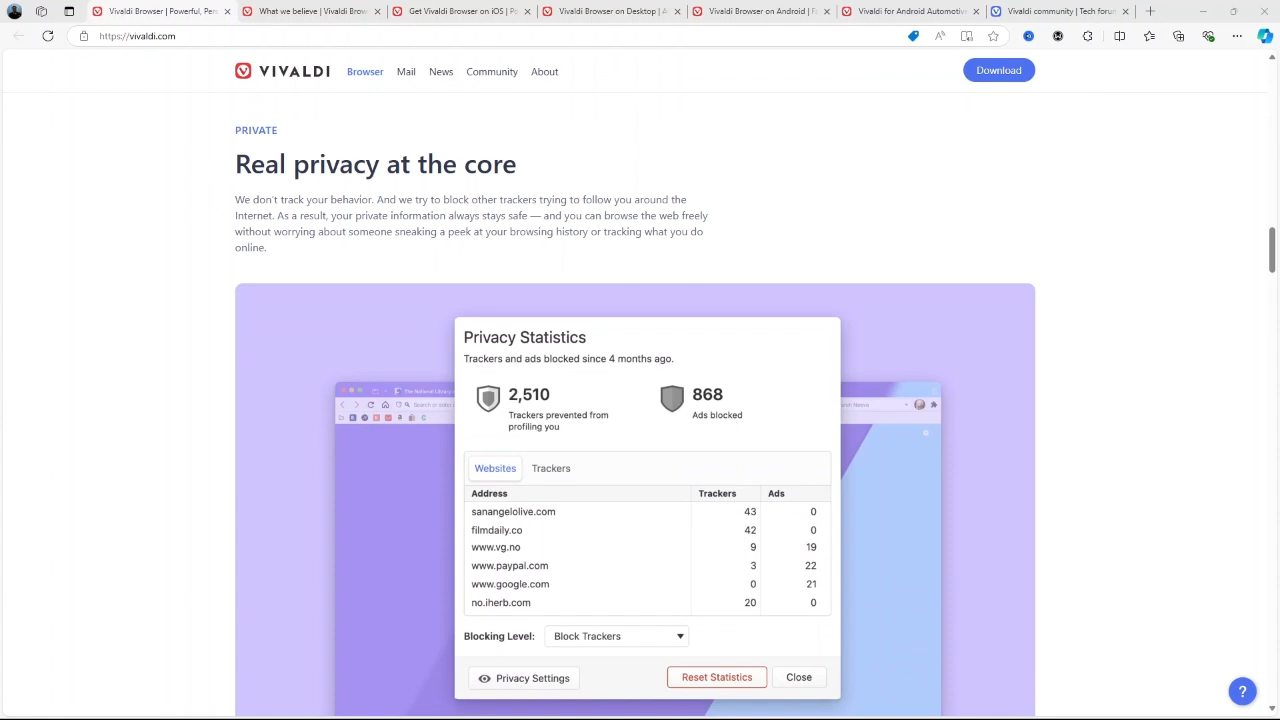 Vivaldi Browser | Powerful, Pers
What we believe | Vivaldi Brow
Get Vivaldi Browser on iOS | Po
Vivaldi Browser on Desktop | A
Vivaldi Browser on Android | Fa
Vivaldi for Android Automotive
Vivaldi community | Tech forum
https://vivaldi.com
VIVALDI Browser Mail News Community About Download
PRIVATE
Real privacy at the core
We don't track your behavior. And we try to block other trackers trying to follow you around the
Internet. As a result, your private information always stays safe — and you can browse the web freely
without worrying about someone sneaking a peek at your browsing history or tracking what you do
online.
Privacy Statistics
Trackers and ads blocked since 4 months ago.
2,510
Trackers prevented from
profiling you
868
Ads blocked
Websites Trackers
Address Trackers Ads
sanangelolive.com 43 0
filmdaily.co 42 0
www.vg.no 9 19
www.paypal.com 3 22
www.google.com 0 21
no.iherb.com 20 0
Blocking Level: Block Trackers
Privacy Settings Reset Statistics Close
?